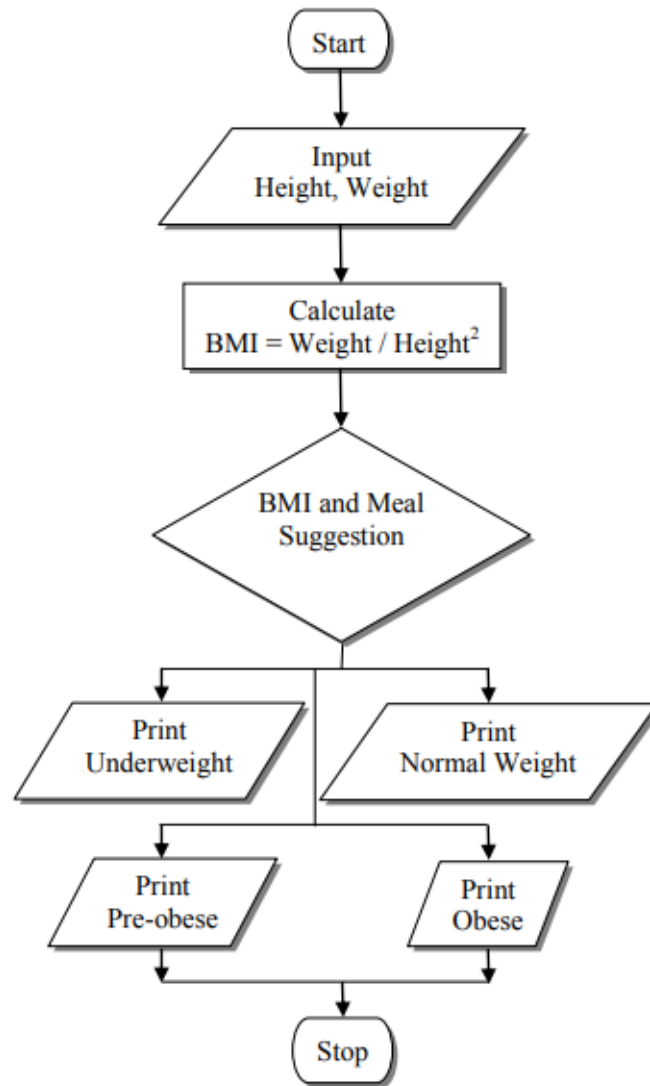 Start
Input
Height, Weight
Calculate
BMI = Weight / Height²
BMI and Meal
Suggestion
Print
Underweight
Print
Normal Weight
Print
Pre-obese
Print
Obese
Stop